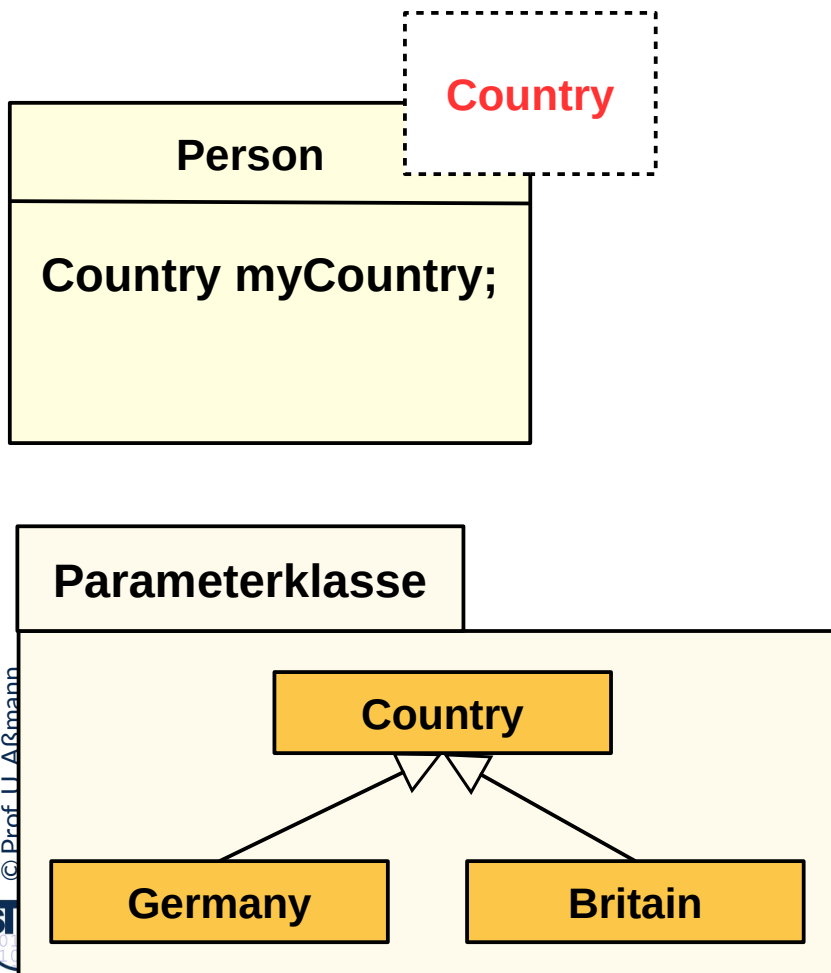 Country
Person
Country myCountry;
Parameterklasse
Country
Germany
Britain
© Prof. U. Aßmann